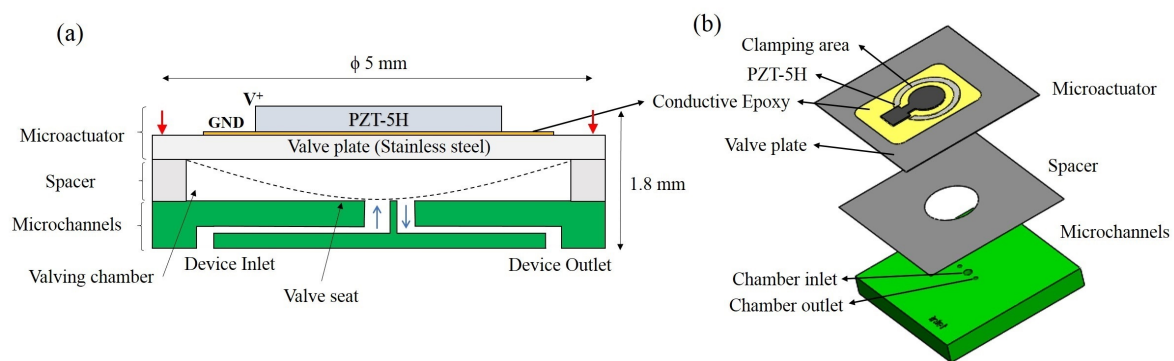 (a)
ϕ 5 mm
V⁺
GND
PZT-5H
Microactuator
Valve plate (Stainless steel)
Spacer
1.8 mm
Microchannels
Device Inlet
Device Outlet
Valving chamber
Valve seat
(b)
Clamping area
PZT-5H
Microactuator
Conductive Epoxy
Valve plate
Spacer
Microchannels
Chamber inlet
Chamber outlet